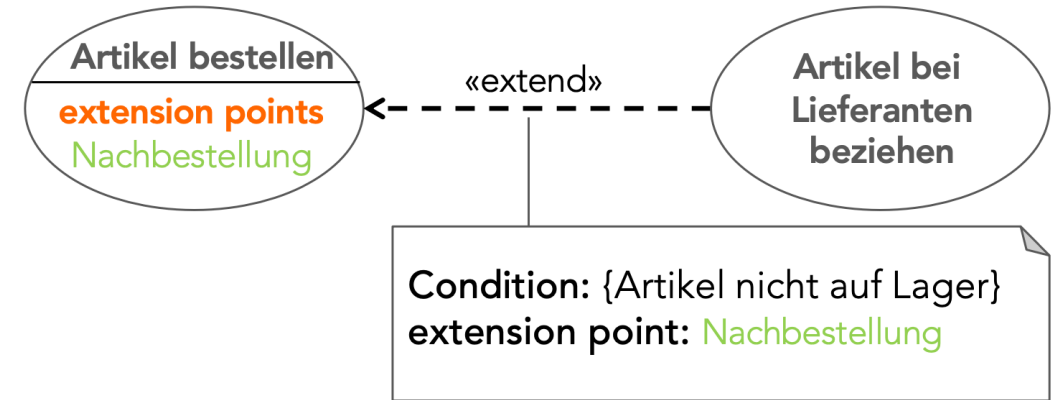 Artikel bestellen
extension points
Nachbestellung
«extend»
Artikel bei
Lieferanten
beziehen
Condition: {Artikel nicht auf Lager}
extension point: Nachbestellung